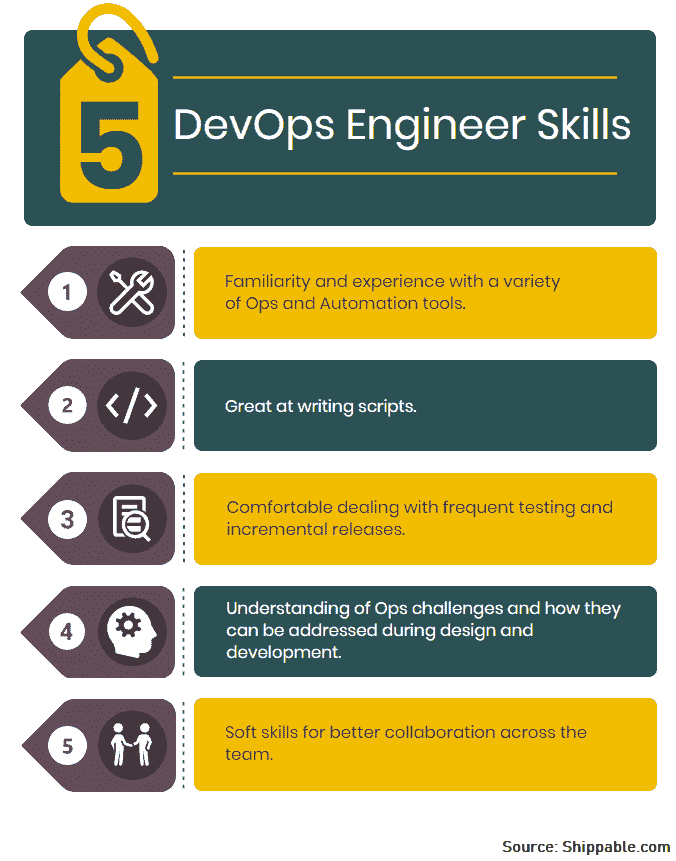 5
DevOps Engineer Skills
1
Familiarity and experience with a variety
of Ops and Automation tools.
2
</>
Great at writing scripts.
3
Comfortable dealing with frequent testing and
incremental releases.
4
Understanding of Ops challenges and how they
can be addressed during design and
development.
5
Soft skills for better collaboration across the
team.
Source: Shippable.com